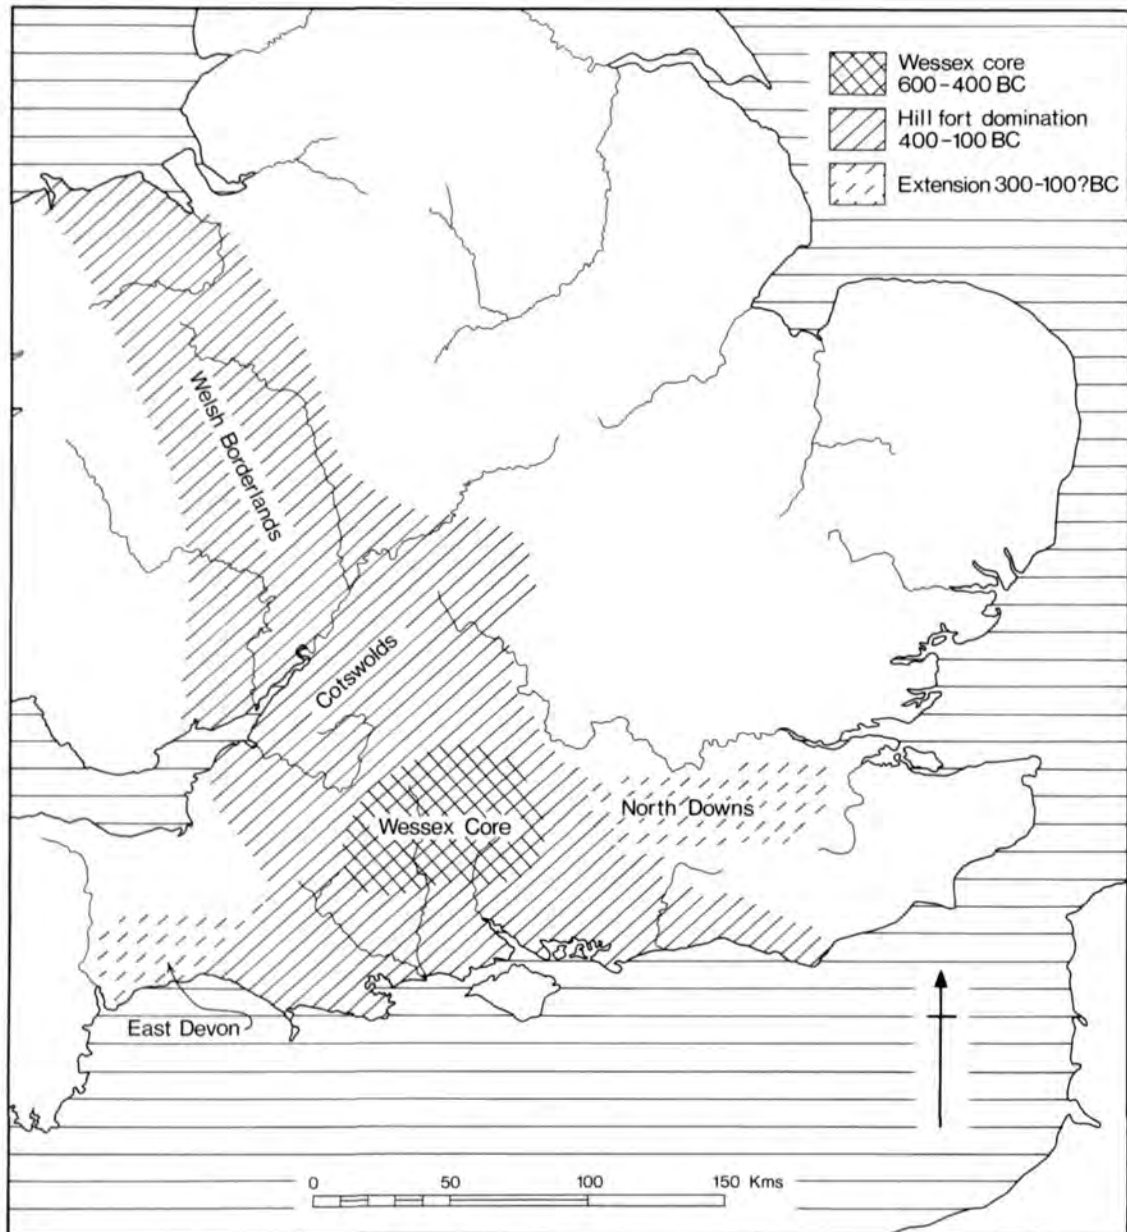 Wessex core
600-400 BC
Hill fort domination
400-100 BC
Extension 300-100?BC
Welsh Borderlands
Cotswolds
Wessex Core
North Downs
East Devon
0 50 100 150 Kms